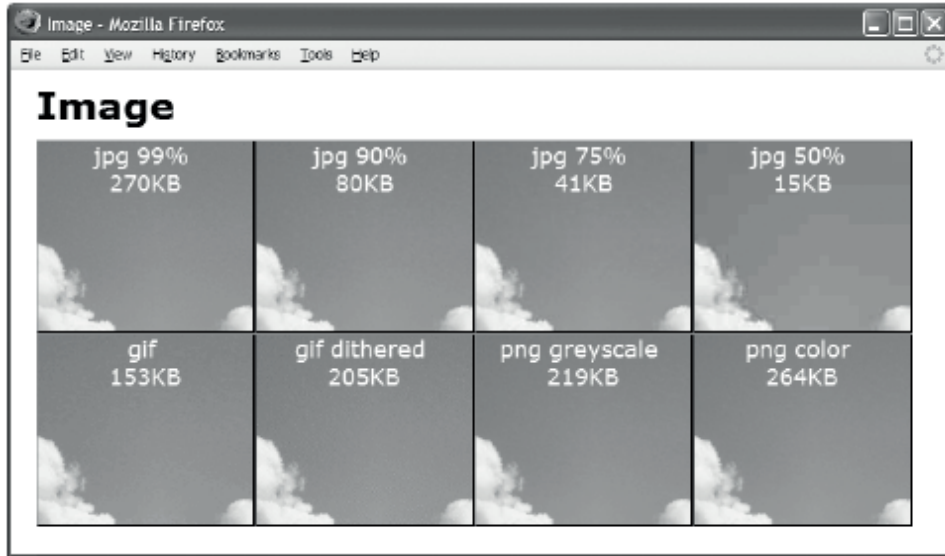 Image - Mozilla Firefox
File Edit View History Bookmarks Tools Help
Image
jpg 99%
270KB
jpg 90%
80KB
jpg 75%
41KB
jpg 50%
15KB
gif
153KB
gif dithered
205KB
png greyscale
219KB
png color
264KB